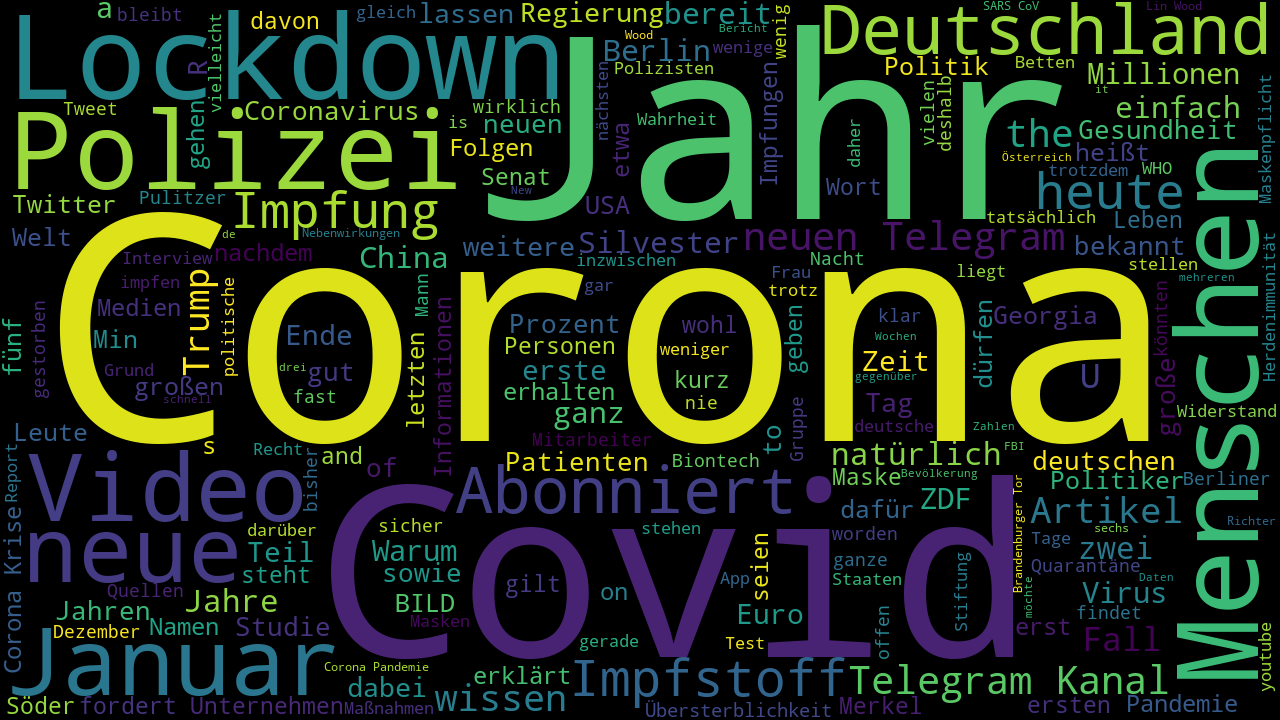 a
bleibt
davon
gleich
lassen
Regierung
bereit
SARS CoV
Lin Wood
Lockdown
Jahr
Deutschland
vielleicht
R
Berlin
Wood
Bericht
wenige
wenig
Polizisten
Politik
Betten
Millionen
it
Tweet
Polizei
Coronavirus
wirklich
nächsten
Wahrheit
Impfungen
vielen
deshalb
einfach
Maskenpflicht
gehen
is
neuen
etwa
daher
the
Gesundheit
Folgen
Österreich
heißt
Senat
trotzdem
WHO
Twitter
Pulitzer
Impfung
New
USA
Wort
heute
Menschen
tatsächlich
Leben
Welt
de
Nebenwirkungen
weitere
Silvester
neuen Telegram
bekannt
Interview
nachdem
China
inzwischen
Nacht
Corona
impfen
Trump
politische
Mann
gar
Frau
trotz
liegt
stellen
mehreren
Herdenimmunität
Medien
Informationen
Prozent
wohl
klar
Georgia
könnten
fünf
gestorben
Min
Ende
letzten
Personen
weniger
geben
Wochen
Zeit
dürfen
große
Grund
drei
gut
erste
kurz
gegenüber
U
großen
schnell
fast
erhalten
nie
Tag
Widerstand
Leute
s
ganz
to
Gruppe
deutsche
Zahlen
Recht
and
Mitarbeiter
natürlich
FBI
Corona Krise
Report
Video
bisher
of
Patienten
Biontech
Maske
Bevölkerung
deutschen
Politiker
Berliner
Abonniert
Covid
ZDF
Brandenburger Tor
Artikel
neue
darüber
sicher
stehen
dafür
worden
sechs
Richter
Teil
Warum
seien
Tage
zwei
steht
sowie
gilt
App
ganze
Staaten
Stiftung
Quarantäne
Daten
Quellen
BILD
on
Euro
möchte
Virus
findet
Jahren
Jahre
Masken
Dezember
Namen
Studie
gerade
Test
offen
erst
Fall
youtube
Januar
Corona Pandemie
erklärt
Impfstoff
Telegram Kanal
dabei
wissen
Söder
fordert
Unternehmen
Maßnahmen
Übersterblichkeit
Merkel
ersten
Pandemie